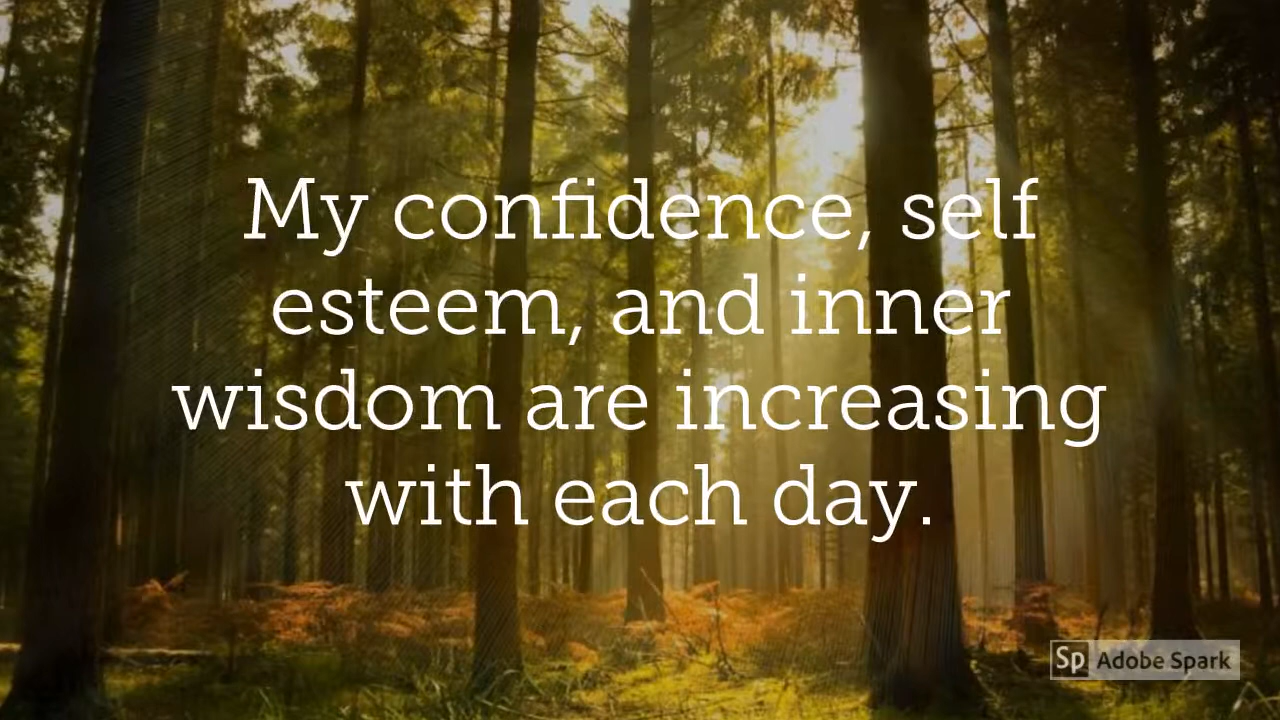 My confidence, self
esteem, and inner
wisdom are increasing
with each day.
Sp Adobe Spark